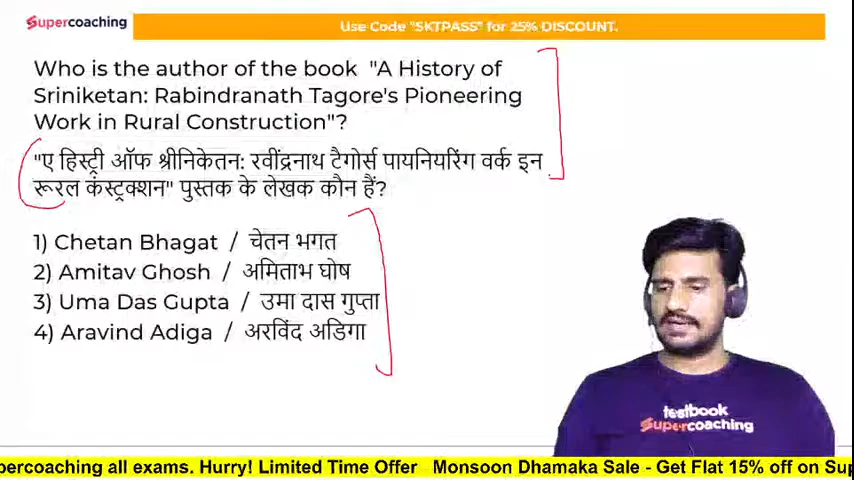 Supercoaching
Use Code "SKTPASS" for 25% DISCOUNT.
Who is the author of the book "A History of
Sriniketan: Rabindranath Tagore's Pioneering
Work in Rural Construction"?
"ए हिस्ट्री ऑफ श्रीनिकेतन: रवींद्रनाथ टैगोर्स पायनियरिंग वर्क इन
रूरल कंस्ट्रक्शन" पुस्तक के लेखक कौन हैं?
1) Chetan Bhagat / चेतन भगत
2) Amitav Ghosh / अमिताभ घोष
3) Uma Das Gupta / उमा दास गुप्ता
4) Aravind Adiga / अरविंद अडिगा
testbook
Supercoaching
percoaching all exams. Hurry! Limited Time Offer Monsoon Dhamaka Sale - Get Flat 15% off on Sup